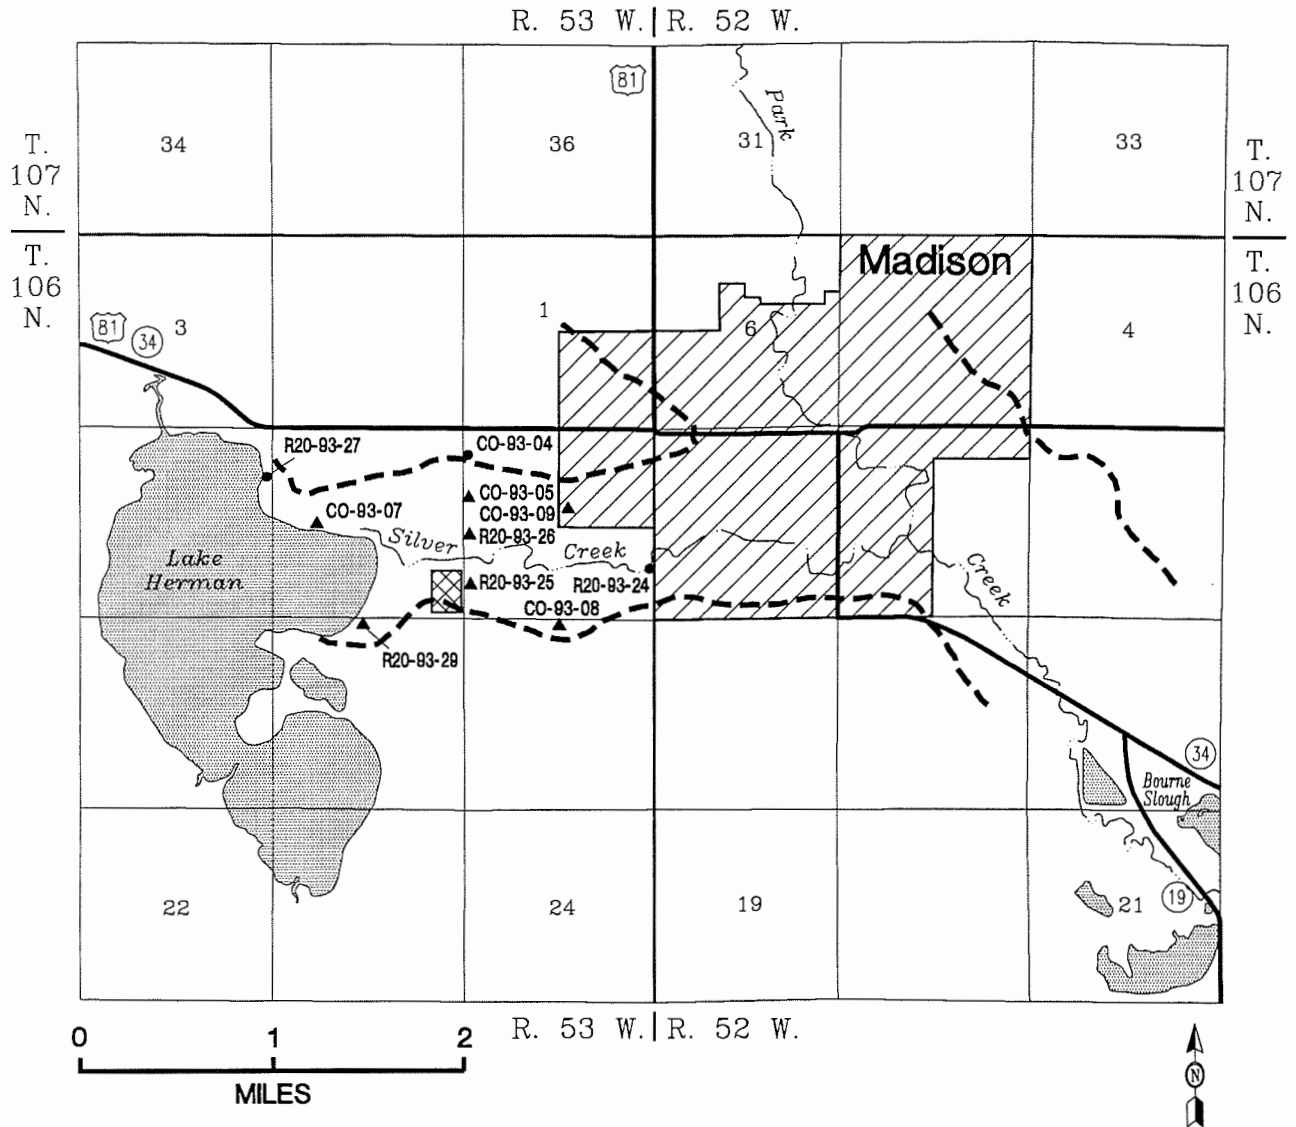 R. 53 W. R. 52 W.
81
Park
34
36
31
33
T.
107
N.
T.
107
N.
T.
106
N.
T.
106
N.
Madison
81
34
3
1
6
4
R20-93-27
CO-93-04
CO-93-05
CO-93-07
CO-93-09
R20-93-26
Silver
Creek
Lake
Herman
R20-93-25
R20-93-24
CO-93-08
Creek
R20-93-29
34
Bourne
Slough
22
24
19
21
19
R. 53 W. R. 52 W.
0
1
2
MILES
N